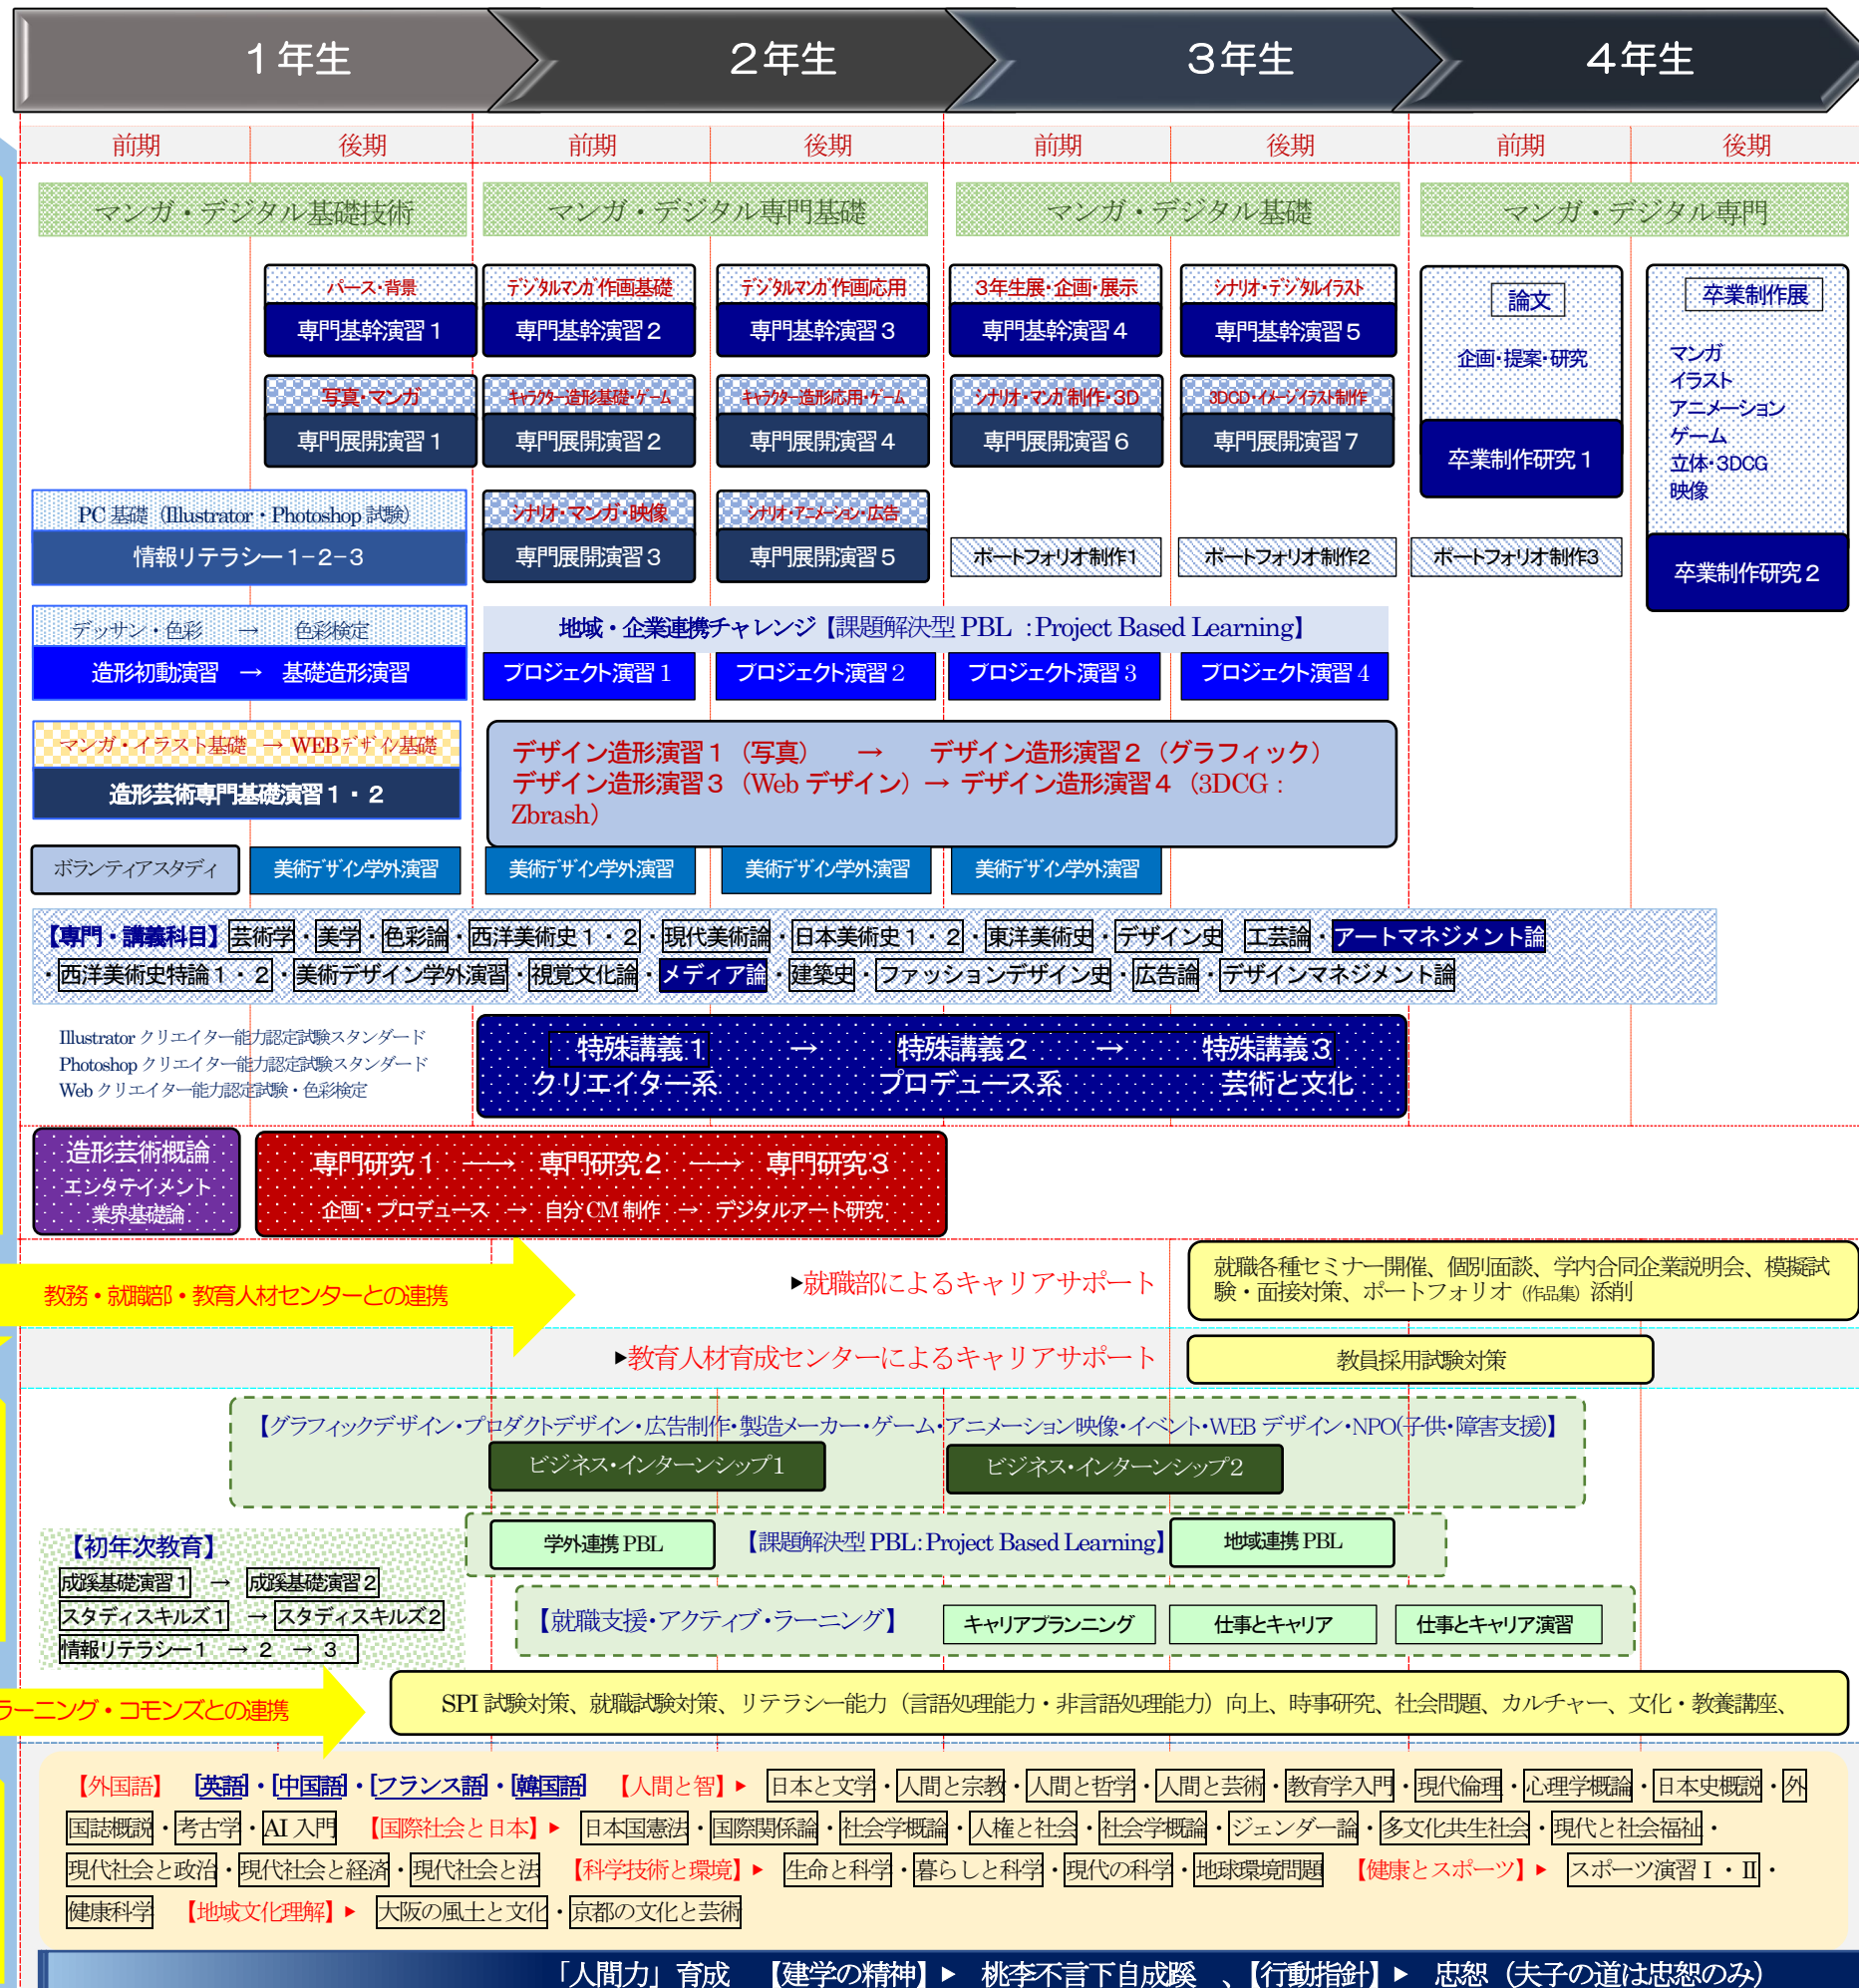 １年生 ２年生 ３年生 ４年生
前期 後期 前期 後期 前期 後期 前期 後期
マンガ・デジタル基礎技術 マンガ・デジタル専門基礎 マンガ・デジタル基礎 マンガ・デジタル専門
パース・背景 デジタルマンガ作画基礎 デジタルマンガ作画応用 3年生展・企画・展示 シナリオ・デジタルイラスト
専門基幹演習１ 専門基幹演習２ 専門基幹演習３ 専門基幹演習４ 専門基幹演習５
論文
企画・提案・研究
卒業制作研究１
卒業制作展
マンガ
イラスト
アニメーション
ゲーム
立体・3DCG
映像
卒業制作研究２
写真・マンガ キャラクター造形基礎・ゲーム キャラクター造形応用・ゲーム シナリオ・マンガ制作・3D 3DCD・イメージイラスト制作
専門展開演習１ 専門展開演習２ 専門展開演習４ 専門展開演習６ 専門展開演習７
PC 基礎（Illustrator・Photoshop 試験） シナリオ・マンガ・映像 シナリオ・アニメーション・広告
情報リテラシー１−２−３ 専門展開演習３ 専門展開演習５ ポートフォリオ制作1 ポートフォリオ制作2 ポートフォリオ制作3
デッサン・色彩 → 色彩検定 地域・企業連携チャレンジ【課題解決型 PBL ：Project Based Learning】
造形初動演習 → 基礎造形演習 プロジェクト演習 1 プロジェクト演習 2 プロジェクト演習 3 プロジェクト演習 4
マンガ・イラスト基礎 → WEBデザイン基礎
造形芸術専門基礎演習１・２
デザイン造形演習１（写真） → デザイン造形演習２（グラフィック）
デザイン造形演習３（Web デザイン）→ デザイン造形演習４（3DCG：
Zbrash）
ボランティアスタディ 美術デザイン学外演習 美術デザイン学外演習 美術デザイン学外演習 美術デザイン学外演習
【専門・講義科目】芸術学・美学・色彩論・西洋美術史１・２・現代美術論・日本美術史１・２・東洋美術史・デザイン史 工芸論・アートマネジメント論
・西洋美術史特論１・２・美術デザイン学外演習・視覚文化論・メディア論・建築史・ファッションデザイン史・広告論・デザインマネジメント論
Illustrator クリエイター能力認定試験スタンダード
Photoshop クリエイター能力認定試験スタンダード
Web クリエイター能力認定試験・色彩検定
特殊講義１ → 特殊講義２ → 特殊講義３
クリエイター系 プロデュース系 芸術と文化
造形芸術概論
エンタテイメント
業界基礎論
専門研究１ ──→ 専門研究２ ──→ 専門研究３
企画・プロデュース → 自分 CM 制作 → デジタルアート研究
教務・就職部・教育人材センターとの連携
▶就職部によるキャリアサポート
就職各種セミナー開催、個別面談、学内合同企業説明会、模擬試
験・面接対策、ポートフォリオ（作品集）添削
▶教育人材育成センターによるキャリアサポート 教員採用試験対策
【グラフィックデザイン・プロダクトデザイン・広告制作・製造メーカー・ゲーム・アニメーション映像・イベント・WEB デザイン・NPO(子供・障害支援)】
ビジネス・インターンシップ１ ビジネス・インターンシップ２
学外連携 PBL 【課題解決型 PBL：Project Based Learning】 地域連携 PBL
【初年次教育】
成蹊基礎演習１ → 成蹊基礎演習２
スタディスキルズ１ → スタディスキルズ２
情報リテラシー１ → ２ → ３
【就職支援・アクティブ・ラーニング】 キャリアプランニング 仕事とキャリア 仕事とキャリア演習
ラーニング・コモンズとの連携
SPI 試験対策、就職試験対策、リテラシー能力（言語処理能力・非言語処理能力）向上、時事研究、社会問題、カルチャー、文化・教養講座、
【外国語】 [英語]・[中国語]・[フランス語]・[韓国語] 【人間と智】▶ 日本と文学・人間と宗教・人間と哲学・人間と芸術・教育学入門・現代倫理・心理学概論・日本史概説・外
国誌概説・考古学・AI 入門 【国際社会と日本】▶ 日本国憲法・国際関係論・社会学概論・人権と社会・社会学概論・ジェンダー論・多文化共生社会・現代と社会福祉・
現代社会と政治・現代社会と経済・現代社会と法 【科学技術と環境】▶ 生命と科学・暮らしと科学・現代の科学・地球環境問題 【健康とスポーツ】▶ スポーツ演習Ⅰ・Ⅱ・
健康科学 【地域文化理解】▶ 大阪の風土と文化・京都の文化と芸術
「人間力」育成 【建学の精神】▶ 桃李不言下自成蹊 、【行動指針】▶ 忠恕（夫子の道は忠恕のみ）